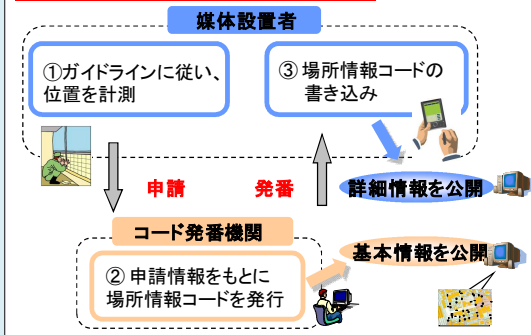 媒体設置者
①ガイドラインに従い、
位置を計測
③ 場所情報コードの
書き込み
申請
発番
詳細情報を公開
コード発番機関
基本情報を公開
② 申請情報をもとに
場所情報コードを発行